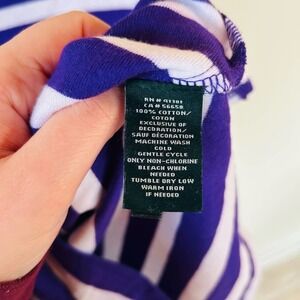 RN # 41381
CA # 56650
100% COTTON/
COTON
EXCLUSIVE OF
DECORATION/
SAUF DÉCORATION
MACHINE WASH
COLD
GENTLE CYCLE
ONLY NON-CHLORINE
BLEACH WHEN
NEEDED
TUMBLE DRY LOW
WARM IRON
IF NEEDED